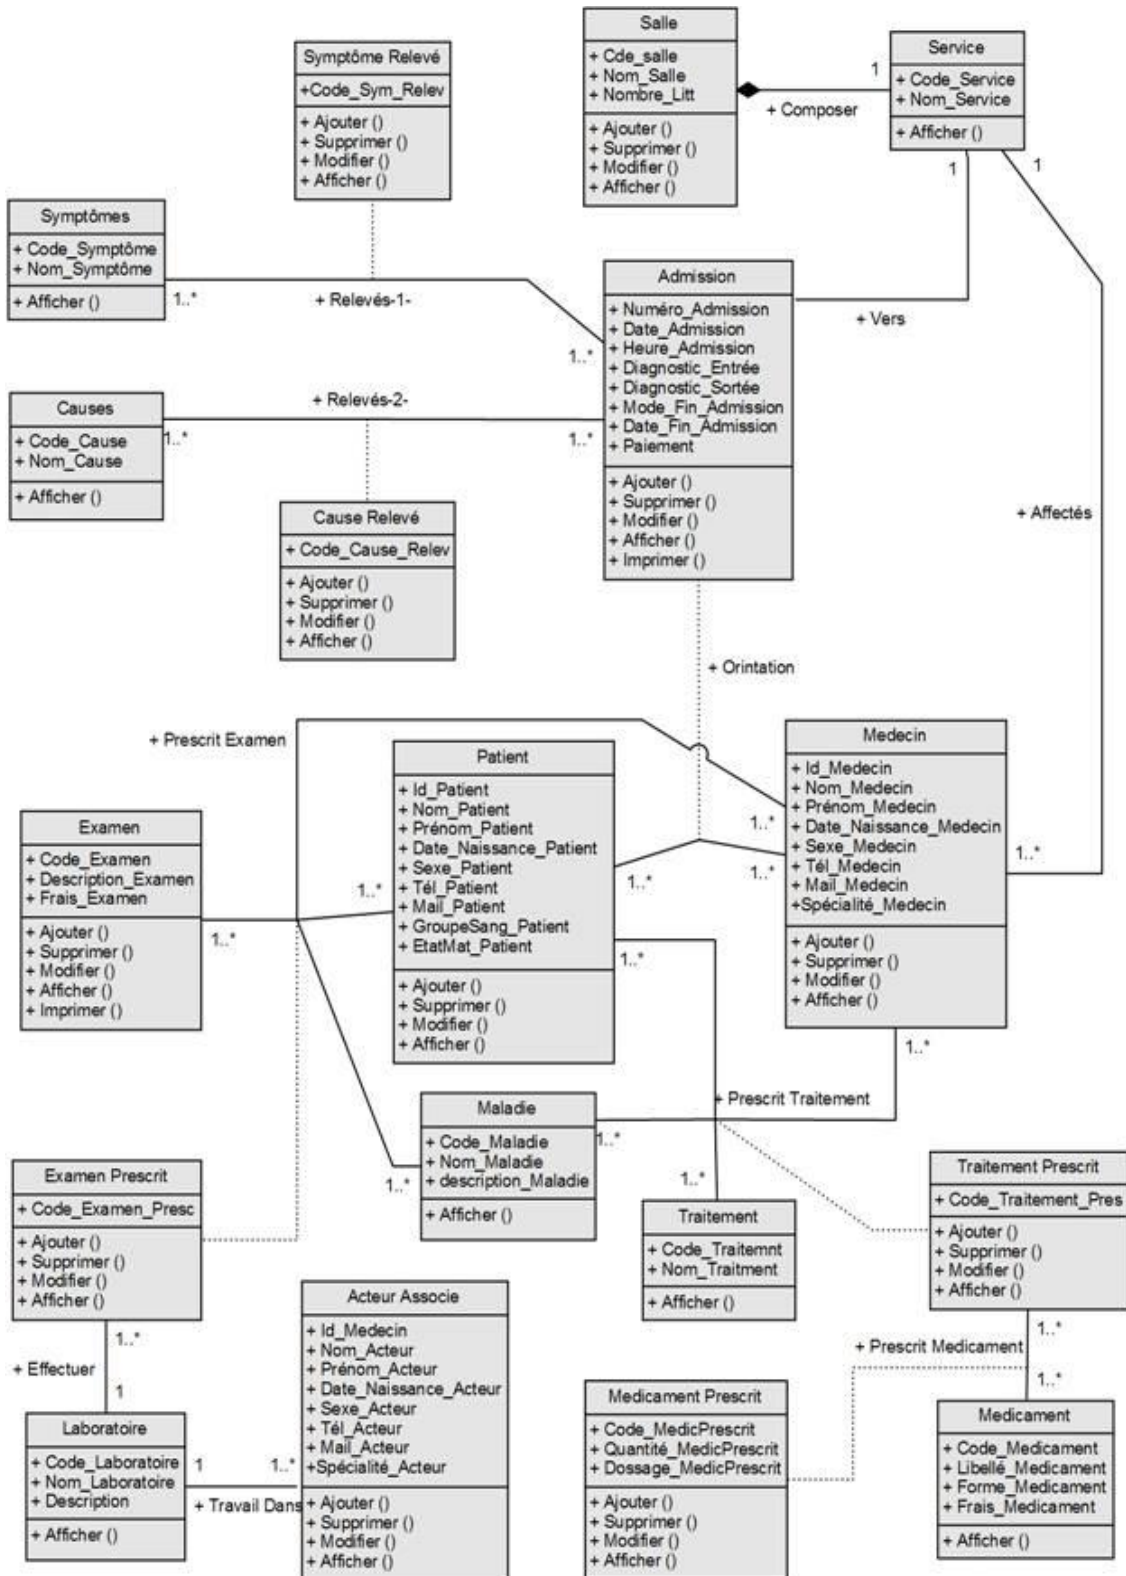 Salle
+ Cde_salle
+ Nom_Salle
+ Nombre_Litt
+ Ajouter ()
+ Supprimer ()
+ Modifier ()
+ Afficher ()
1
+ Composer
Service
+ Code_Service
+ Nom_Service
+ Afficher ()
1
1
Symptôme Relevé
+Code_Sym_Relev
+ Ajouter ()
+ Supprimer ()
+ Modifier ()
+ Afficher ()
Symptômes
+ Code_Symptôme
+ Nom_Symptôme
+ Afficher ()
1..*
+ Relevés-1-
1..*
Admission
+ Numéro_Admission
+ Date_Admission
+ Heure_Admission
+ Diagnostic_Entrée
+ Diagnostic_Sortée
+ Mode_Fin_Admission
+ Date_Fin_Admission
+ Paiement
+ Ajouter ()
+ Supprimer ()
+ Modifier ()
+ Afficher ()
+ Imprimer ()
+ Vers
Causes
+ Code_Cause
+ Nom_Cause
+ Afficher ()
1..*
+ Relevés-2-
1..*
Cause Relevé
+ Code_Cause_Relev
+ Ajouter ()
+ Supprimer ()
+ Modifier ()
+ Afficher ()
+ Affectés
+ Orintation
+ Prescrit Examen
Patient
+ Id_Patient
+ Nom_Patient
+ Prénom_Patient
+ Date_Naissance_Patient
+ Sexe_Patient
+ Tél_Patient
+ Mail_Patient
+ GroupeSang_Patient
+ EtatMat_Patient
+ Ajouter ()
+ Supprimer ()
+ Modifier ()
+ Afficher ()
1..*
1..*
1..*
Medecin
+ Id_Medecin
+ Nom_Medecin
+ Prénom_Medecin
+ Date_Naissance_Medecin
+ Sexe_Medecin
+ Tél_Medecin
+ Mail_Medecin
+Spécialité_Medecin
+ Ajouter ()
+ Supprimer ()
+ Modifier ()
+ Afficher ()
1..*
1..*
1..*
1..*
Examen
+ Code_Examen
+ Description_Examen
+ Frais_Examen
+ Ajouter ()
+ Supprimer ()
+ Modifier ()
+ Afficher ()
+ Imprimer ()
1..*
Maladie
+ Code_Maladie
+ Nom_Maladie
+ description_Maladie
+ Afficher ()
1..*
1..*
+ Prescrit Traitement
Examen Prescrit
+ Code_Examen_Presc
+ Ajouter ()
+ Supprimer ()
+ Modifier ()
+ Afficher ()
1..*
Traitement
+ Code_Traitemnt
+ Nom_Traitment
+ Afficher ()
1..*
Traitement Prescrit
+ Code_Traitement_Pres
+ Ajouter ()
+ Supprimer ()
+ Modifier ()
+ Afficher ()
1..*
+ Prescrit Medicament
1..*
+ Effectuer
1
Acteur Associe
+ Id_Medecin
+ Nom_Acteur
+ Prénom_Acteur
+ Date_Naissance_Acteur
+ Sexe_Acteur
+ Tél_Acteur
+ Mail_Acteur
+Spécialité_Acteur
+ Ajouter ()
+ Supprimer ()
+ Modifier ()
+ Afficher ()
Laboratoire
+ Code_Laboratoire
+ Nom_Laboratoire
+ Description
+ Afficher ()
1
1..*
+ Travail Dans
Medicament Prescrit
+ Code_MedicPrescrit
+ Quantité_MedicPrescrit
+ Dossage_MedicPrescrit
+ Ajouter ()
+ Supprimer ()
+ Modifier ()
+ Afficher ()
Medicament
+ Code_Medicament
+ Libellé_Medicament
+ Forme_Medicament
+ Frais_Medicament
+ Afficher ()